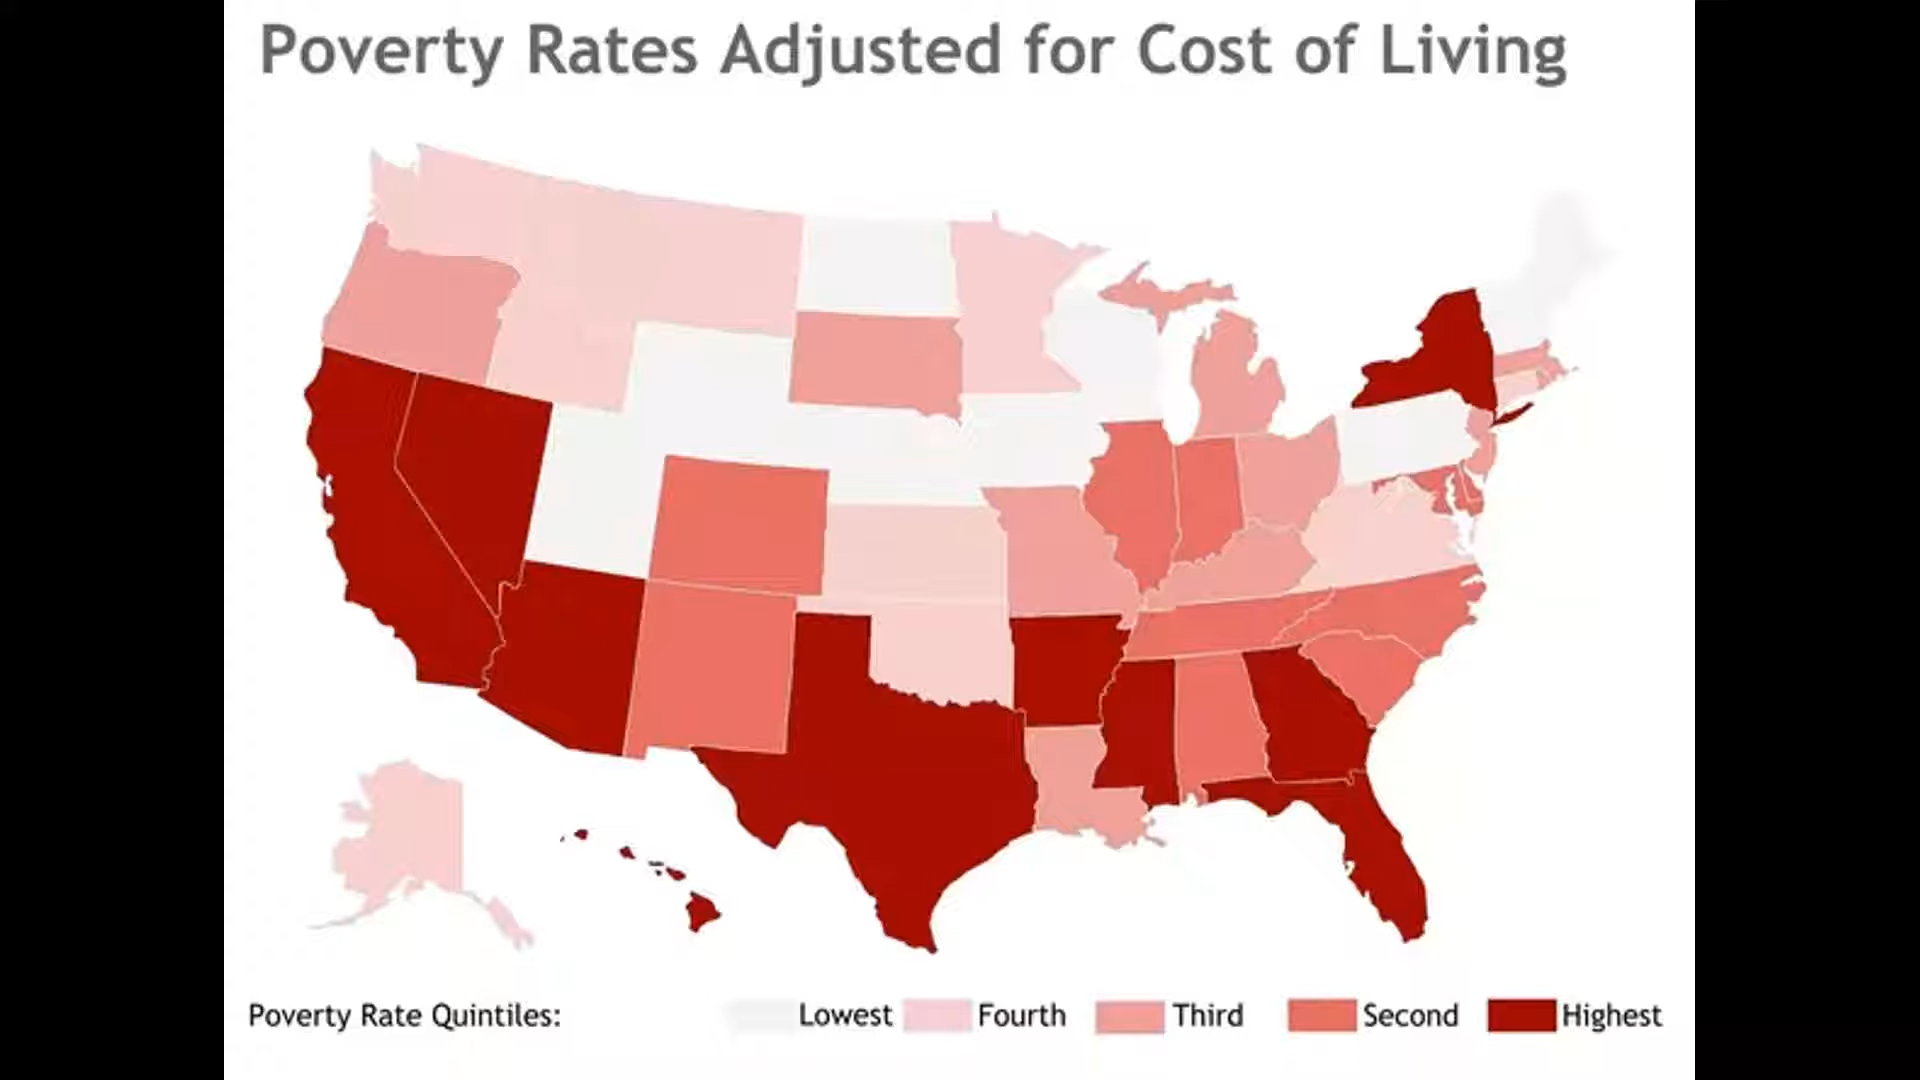 Poverty Rates Adjusted for Cost of Living
Poverty Rate Quintiles: Lowest Fourth Third Second Highest